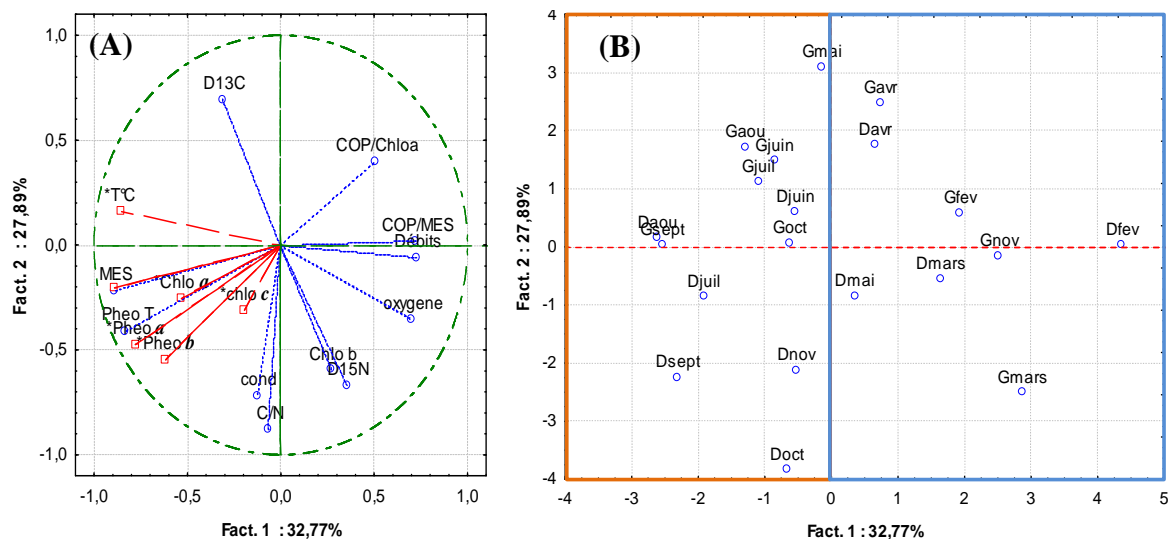 (A)
1,0
0,5
0,0
-0,5
-1,0
Fact. 2 : 27,89%
D13C
COP/Chloa
*T°C
COP/MES
Débits
MES
Chlo a
*chlo c
oxygene
Pheo T
*Pheo a
*Pheo b
Chlo b
D15N
cond
C/N
-1,0 -0,5 0,0 0,5 1,0
Fact. 1 : 32,77%
(B)
4
3
2
1
0
-1
-2
-3
-4
Fact. 2 : 27,89%
Gmai
Gavr
Davr
Gaou
Gjuin
Gjuil
Djuin
Gfev
Daou
Gsept
Goct
Dfev
Gnov
Dmars
Djuil
Dmai
Dsept
Dnov
Gmars
Doct
-4 -3 -2 -1 0 1 2 3 4 5
Fact. 1 : 32,77%